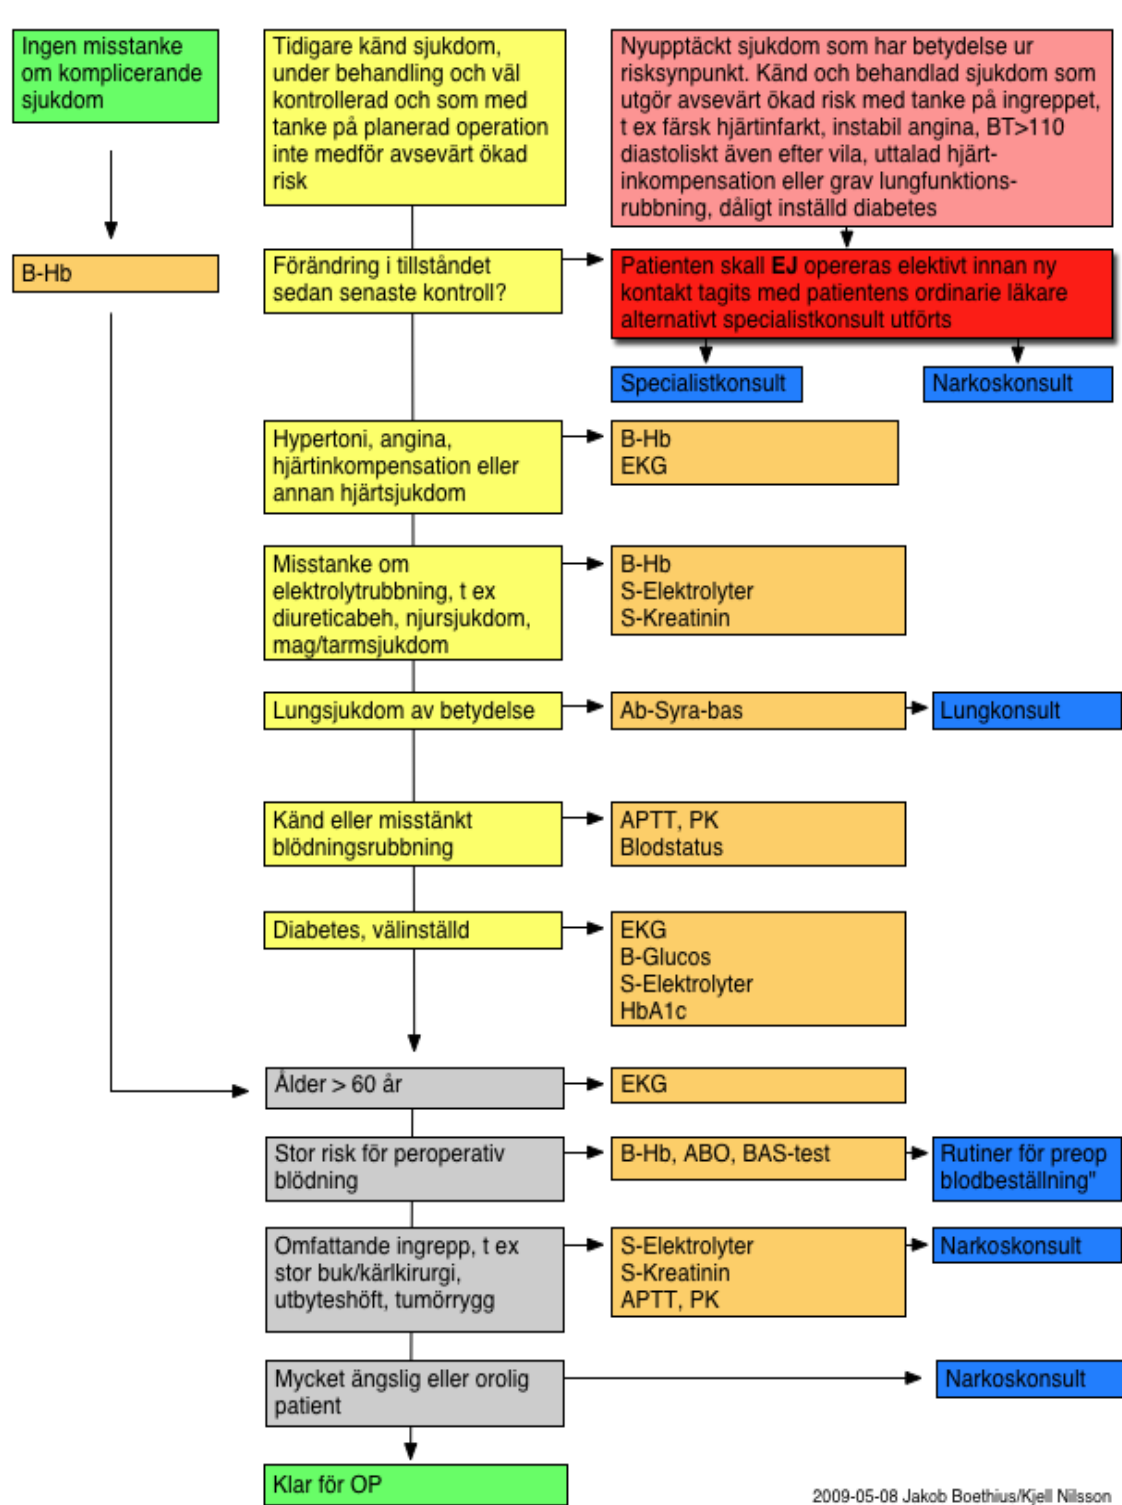 Ingen misstanke
om komplicerande
sjukdom
Tidigare känd sjukdom,
under behandling och väl
kontrollerad och som med
tanke på planerad operation
inte medför avsevärt ökad
risk
Nyupptäckt sjukdom som har betydelse ur
risksynpunkt. Känd och behandlad sjukdom som
utgör avsevärt ökad risk med tanke på ingreppet,
t ex färsk hjärtinfarkt, instabil angina, BT>110
diastoliskt även efter vila, uttalad hjärt-
inkompensation eller grav lungfunktions-
rubbning, dåligt inställd diabetes
B-Hb
Förändring i tillståndet
sedan senaste kontroll?
Patienten skall EJ opereras elektivt innan ny
kontakt tagits med patientens ordinarie läkare
alternativt specialistkonsult utförts
Specialistkonsult
Narkoskonsult
Hypertoni, angina,
hjärtinkompensation eller
annan hjärtsjukdom
B-Hb
EKG
Misstanke om
elektrolytrubbning, t ex
diureticabeh, njursjukdom,
mag/tarmsjukdom
B-Hb
S-Elektrolyter
S-Kreatinin
Lungsjukdom av betydelse
Ab-Syra-bas
Lungkonsult
Känd eller misstänkt
blödningsrubbning
APTT, PK
Blodstatus
Diabetes, välinställd
EKG
B-Glucos
S-Elektrolyter
HbA1c
Ålder > 60 år
EKG
Stor risk för peroperativ
blödning
B-Hb, ABO, BAS-test
Rutiner för preop
blodbeställning"
Omfattande ingrepp, t ex
stor buk/kärlkirurgi,
utbyteshöft, tumörrygg
S-Elektrolyter
S-Kreatinin
APTT, PK
Narkoskonsult
Mycket ängslig eller orolig
patient
Narkoskonsult
Klar för OP
2009-05-08 Jakob Boethius/Kjell Nilsson